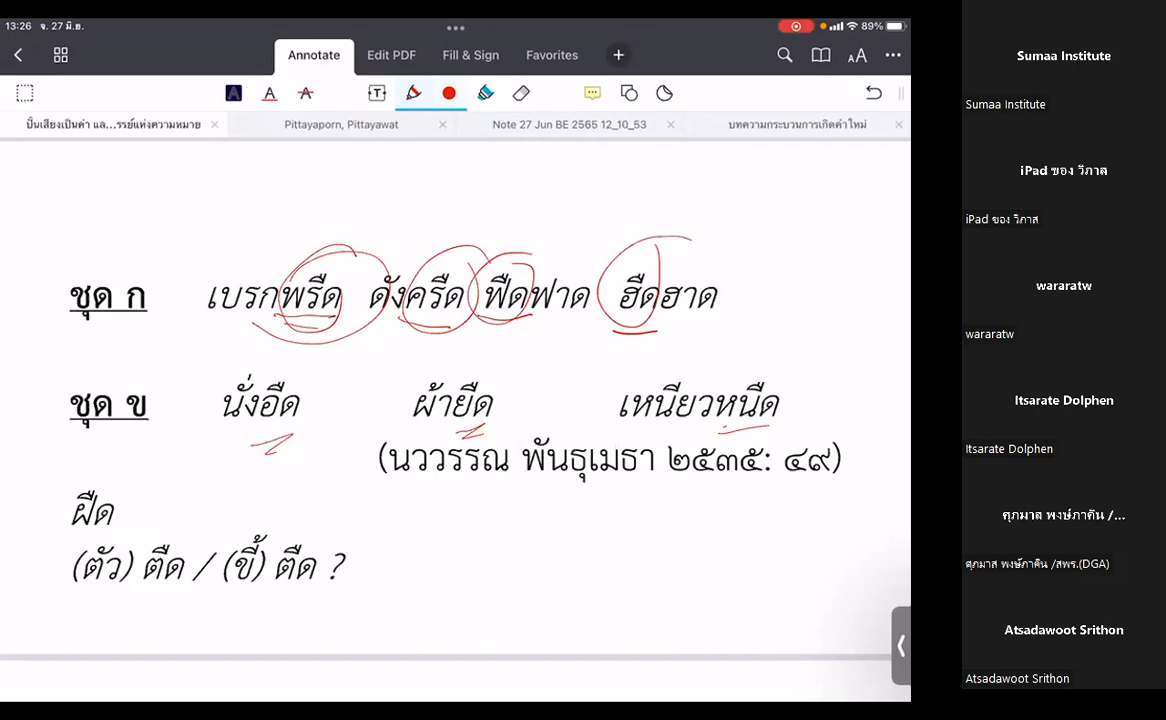 13:26 จ. 27 มิ.ย.
89%
Annotate Edit PDF Fill & Sign Favorites
ปั้นเสียงเป็นคำ แล...รรย์แห่งความหมาย
Pittayaporn, Pittayawat
Note 27 Jun BE 2565 12_10_53
บทความกระบวนการเกิดคำใหม่
ชุด ก เบรกพรืด ดังครืด ฟืดฟาด ฮืดฮาด
ชุด ข นั่งอืด ผ้ายืด เหนียวหนืด
(นววรรณ พันธุเมธา ๒๕๓๕: ๔๙)
ฝืด
(ตัว) ตืด / (ขี้) ตืด ?
Sumaa Institute
Sumaa Institute
iPad ของ วิภาส
iPad ของ วิภาส
wararatw
wararatw
Itsarate Dolphen
Itsarate Dolphen
ศุภมาส พงษ์ภาคิน /...
ศุภมาส พงษ์ภาคิน /สพร.(DGA)
Atsadawoot Srithon
Atsadawoot Srithon